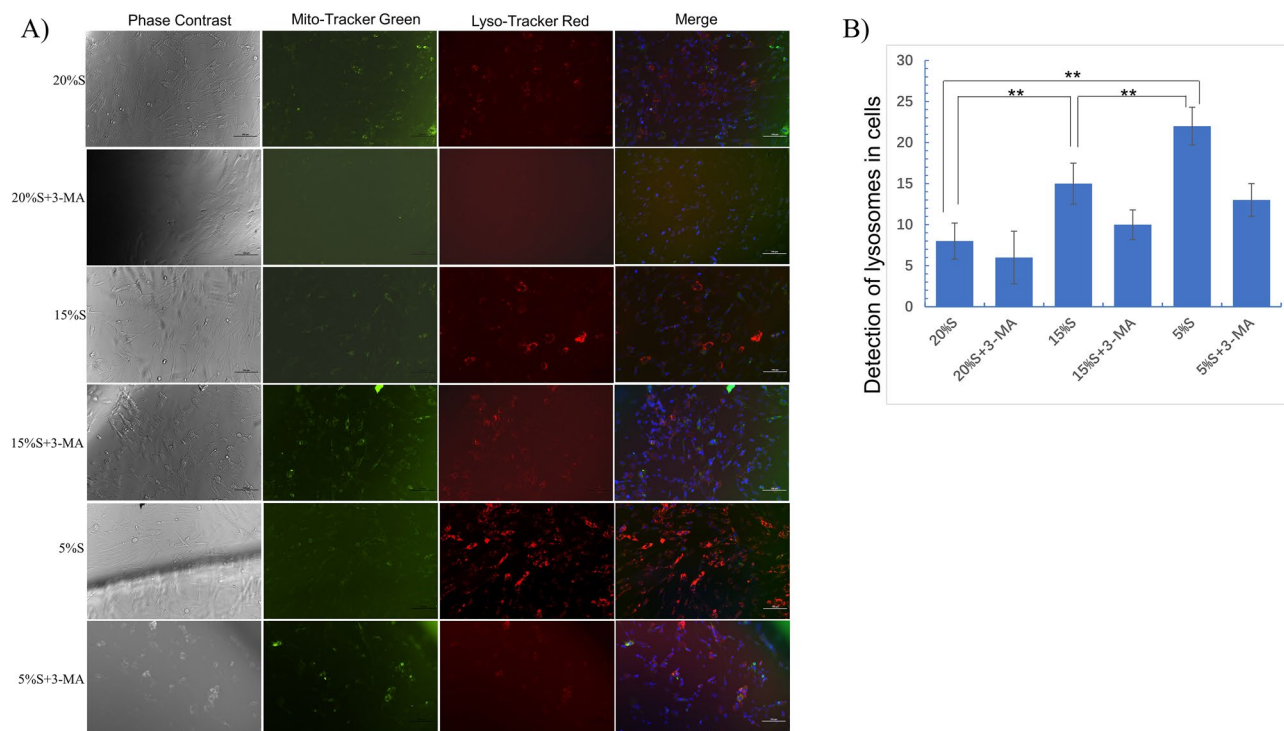 A)
Phase Contrast Mito-Tracker Green Lyso-Tracker Red Merge
20%S
20%S+3-MA
15%S
15%S+3-MA
5%S
5%S+3-MA
B)
Detection of lysosomes in cells
30
25
20
15
10
5
0
**
** **
20%S 20%S+3-MA 15%S 15%S+3-MA 5%S 5%S+3-MA